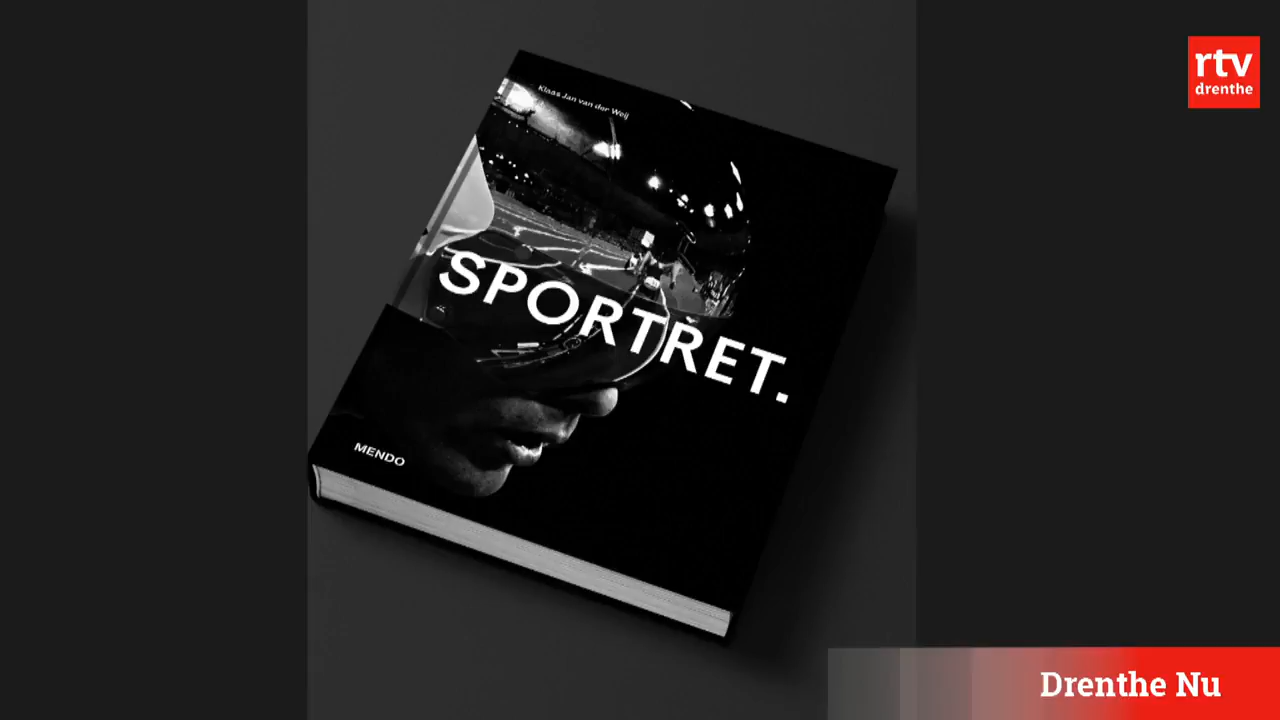 rtv
drenthe
Klaas Jan van der Weij
SPORTRET.
MENDO
Drenthe Nu